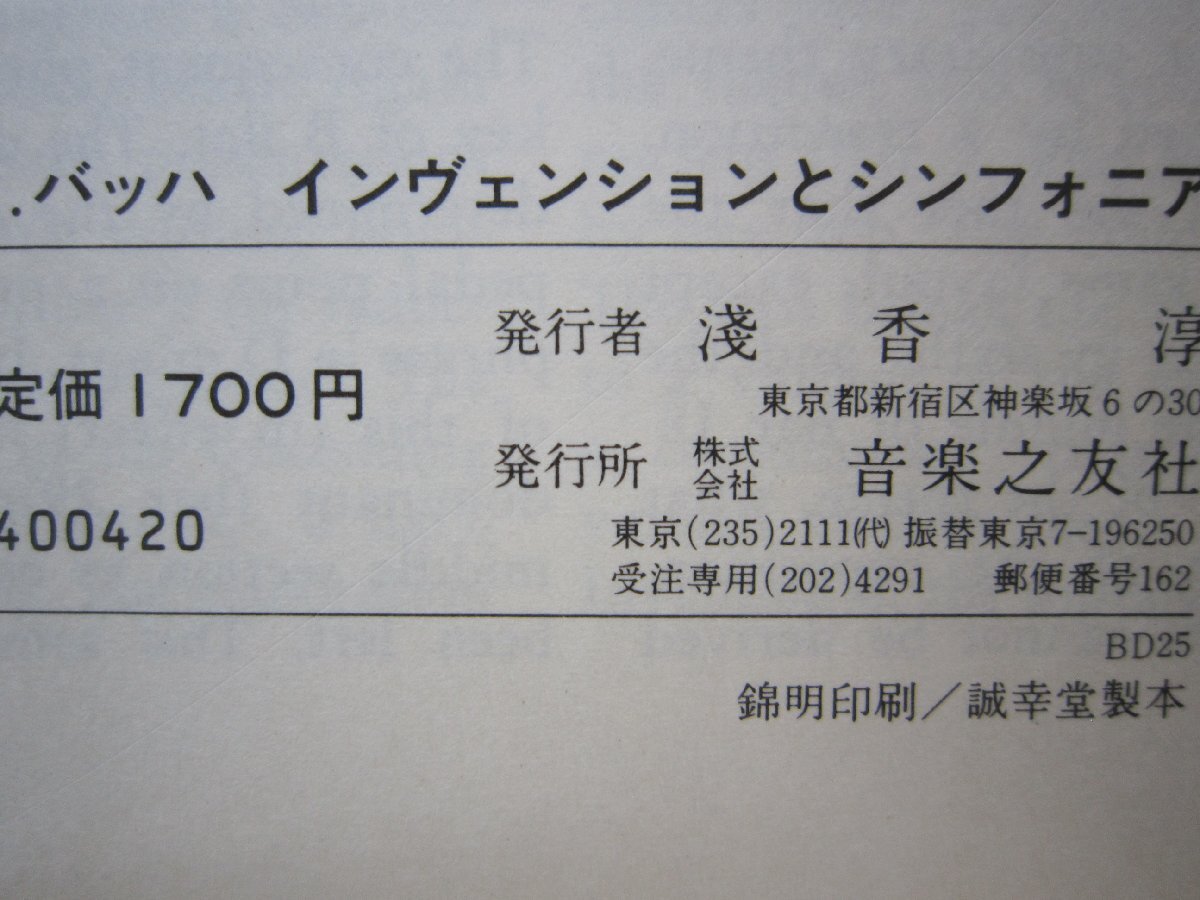 ．バッハ　インヴェンションとシンフォニア
発行者　淺香淳
定価1700円
東京都新宿区神楽坂6の30
発行所　株式会社　音楽之友社
400420
東京(235)2111(代) 振替東京7-196250
受注専用(202)4291　郵便番号162
BD25
錦明印刷／誠幸堂製本